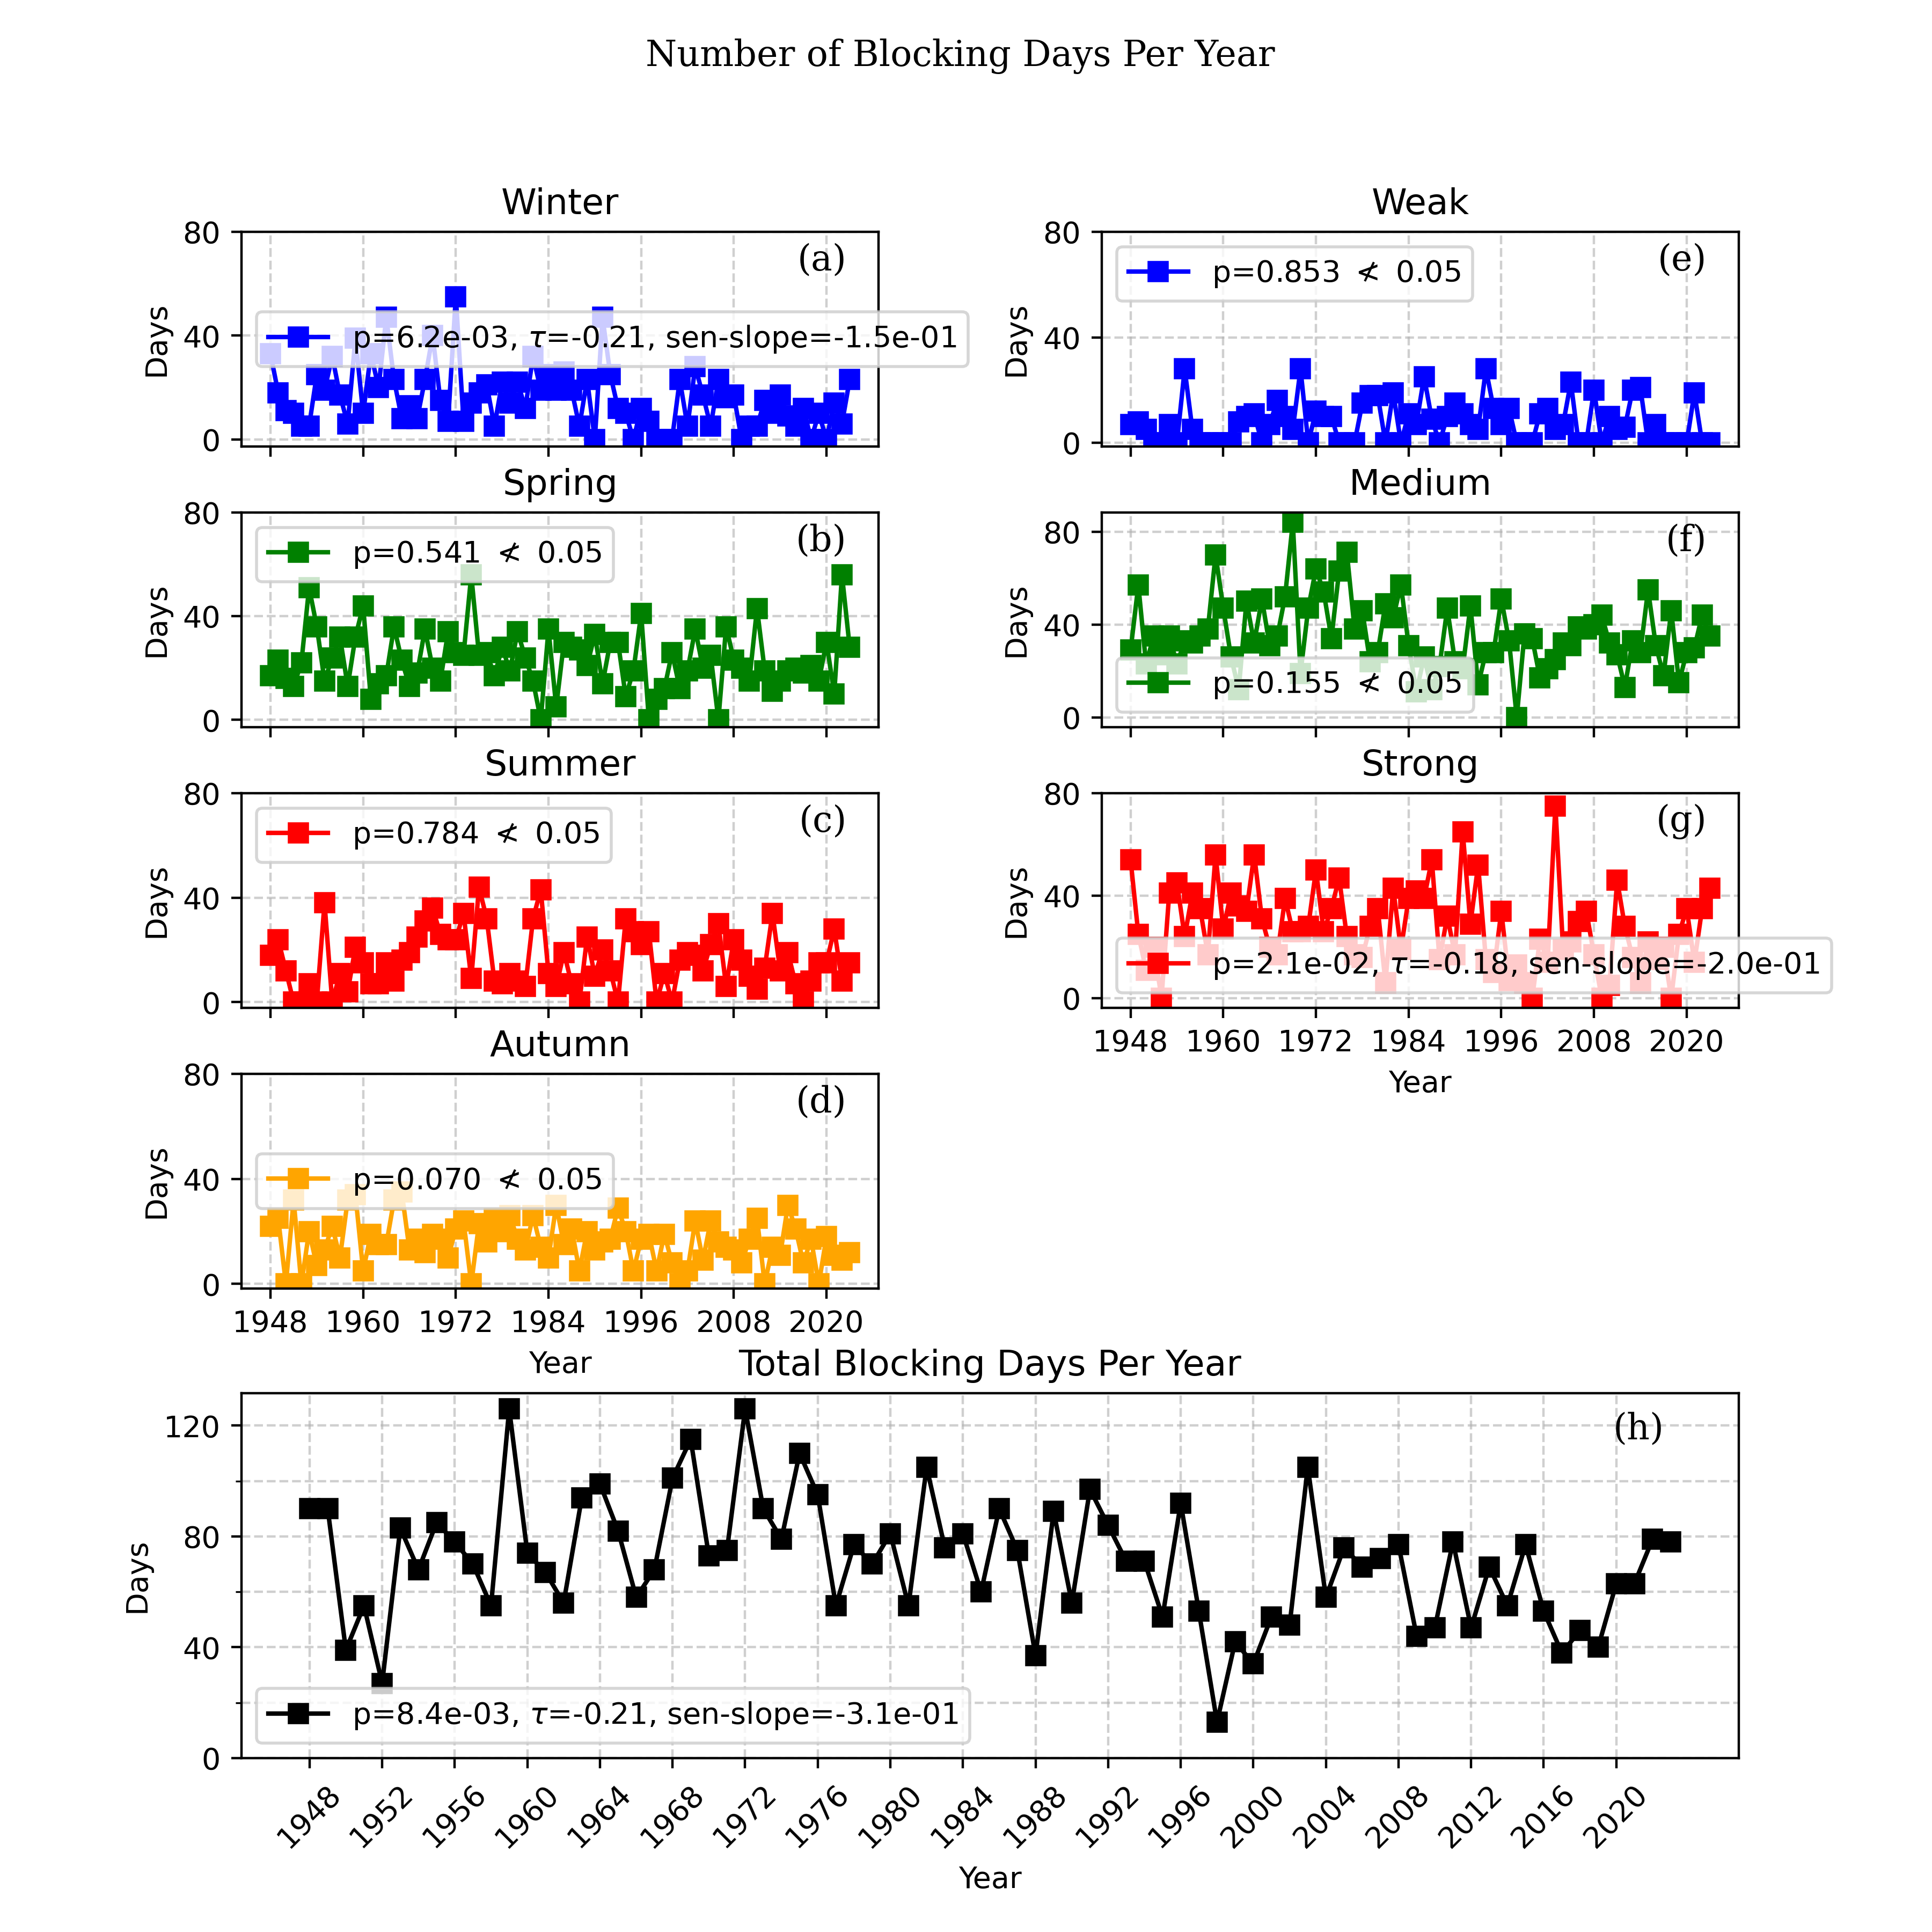 Number of Blocking Days Per Year
Winter
80
40
0
Days
(a)
p=6.2e-03, τ=-0.21, sen-slope=-1.5e-01
Weak
80
40
0
Days
(e)
p=0.853 ≮ 0.05
Spring
80
40
0
Days
(b)
p=0.541 ≮ 0.05
Medium
80
40
0
Days
(f)
p=0.155 ≮ 0.05
Summer
80
40
0
Days
(c)
p=0.784 ≮ 0.05
Strong
80
40
0
Days
(g)
p=2.1e-02, τ=-0.18, sen-slope=-2.0e-01
1948 1960 1972 1984 1996 2008 2020
Year
Autumn
80
40
0
Days
(d)
p=0.070 ≮ 0.05
1948 1960 1972 1984 1996 2008 2020
Year
Total Blocking Days Per Year
120
80
40
0
Days
(h)
p=8.4e-03, τ=-0.21, sen-slope=-3.1e-01
1948 1952 1956 1960 1964 1968 1972 1976 1980 1984 1988 1992 1996 2000 2004 2008 2012 2016 2020
Year